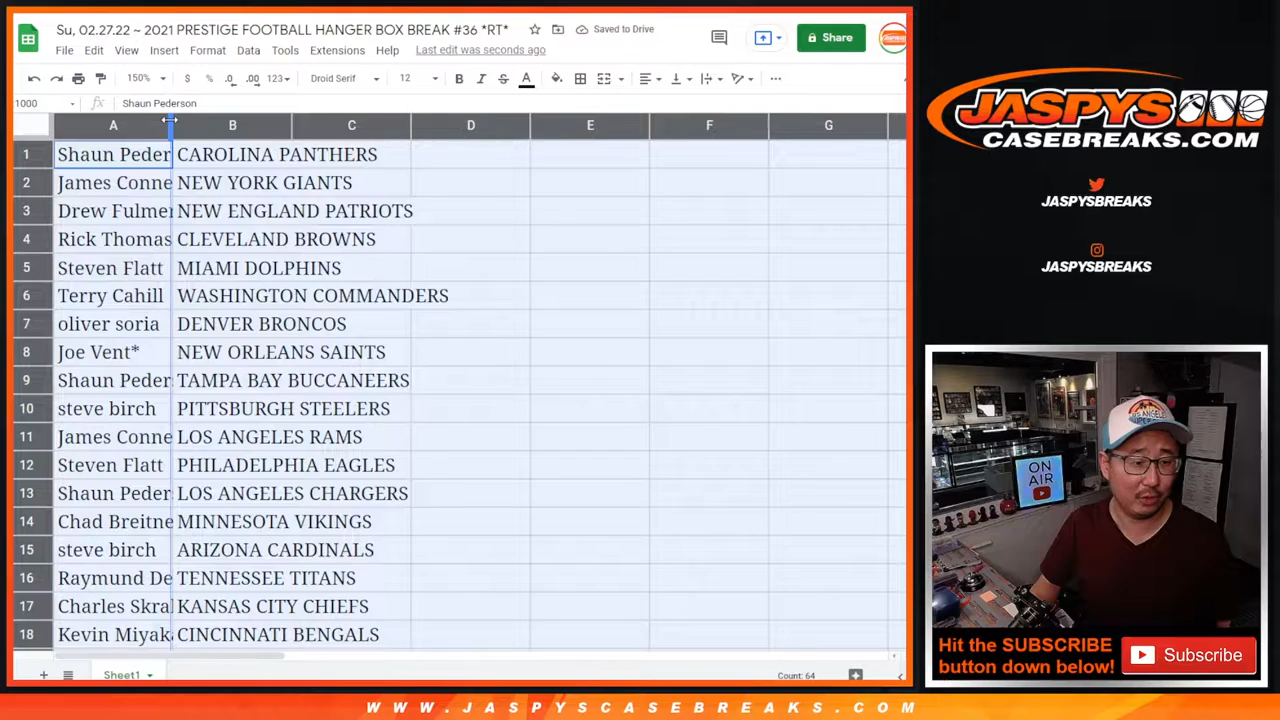 Su, 02.27.22 ~ 2021 PRESTIGE FOOTBALL HANGER BOX BREAK #36 *RT*
Saved to Drive
File Edit View Insert Format Data Tools Extensions Help Last edit was seconds ago
Share
150% $ % .0 .00 123 Droid Serif 12 B I S A
1000 fx Shaun Pederson
A B C D E F G
1 Shaun Peder CAROLINA PANTHERS
2 James Conne NEW YORK GIANTS
3 Drew Fulmer NEW ENGLAND PATRIOTS
4 Rick Thomas CLEVELAND BROWNS
5 Steven Flatt MIAMI DOLPHINS
6 Terry Cahill WASHINGTON COMMANDERS
7 oliver soria DENVER BRONCOS
8 Joe Vent* NEW ORLEANS SAINTS
9 Shaun Peder TAMPA BAY BUCCANEERS
10 steve birch PITTSBURGH STEELERS
11 James Conne LOS ANGELES RAMS
12 Steven Flatt PHILADELPHIA EAGLES
13 Shaun Peder LOS ANGELES CHARGERS
14 Chad Breitne MINNESOTA VIKINGS
15 steve birch ARIZONA CARDINALS
16 Raymund De TENNESSEE TITANS
17 Charles Skral KANSAS CITY CHIEFS
18 Kevin Miyak CINCINNATI BENGALS
Sheet1
Count: 64
JASPYS
CASEBREAKS.COM
JASPYSBREAKS
JASPYSBREAKS
ON
AIR
Hit the SUBSCRIBE
button down below!
Subscribe
WWW.JASPYSCASEBREAKS.COM